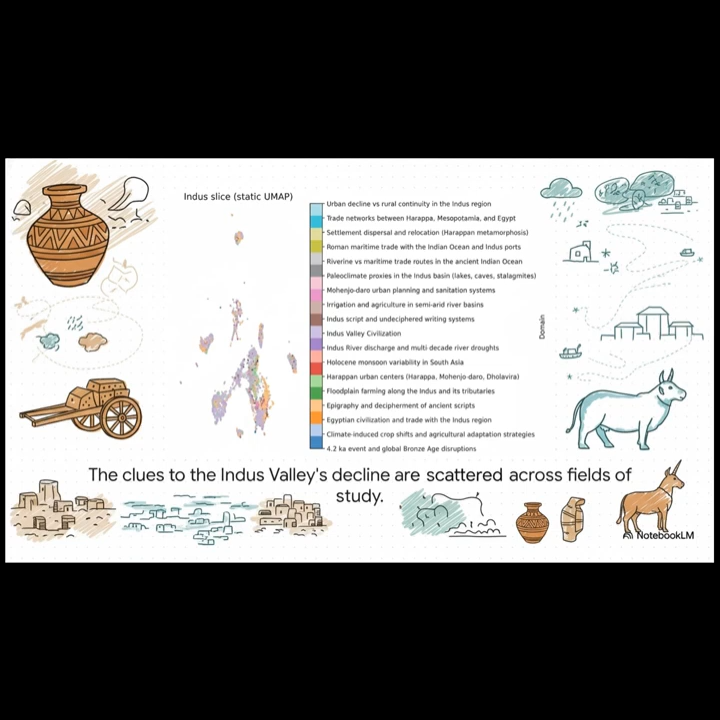 Indus slice (static UMAP)
Urban decline vs rural continuity in the Indus region
Trade networks between Harappa, Mesopotamia, and Egypt
Settlement dispersal and relocation (Harappan metamorphosis)
Roman maritime trade with the Indian Ocean and Indus ports
Riverine vs maritime trade routes in the ancient Indian Ocean
Paleoclimate proxies in the Indus basin (lakes, caves, stalagmites)
Mohenjo-daro urban planning and sanitation systems
Irrigation and agriculture in semi-arid river basins
Indus script and undeciphered writing systems
Indus Valley Civilization
Indus River discharge and multi decade river droughts
Holocene monsoon variability in South Asia
Harappan urban centers (Harappa, Mohenjo-daro, Dholavira)
Floodplain farming along the Indus and its tributaries
Epigraphy and decipherment of ancient scripts
Egyptian civilization and trade with the Indus region
Climate-induced crop shifts and agricultural adaptation strategies
4.2 ka event and global Bronze Age disruptions
Domain
The clues to the Indus Valley's decline are scattered across fields of
study.
NotebookLM